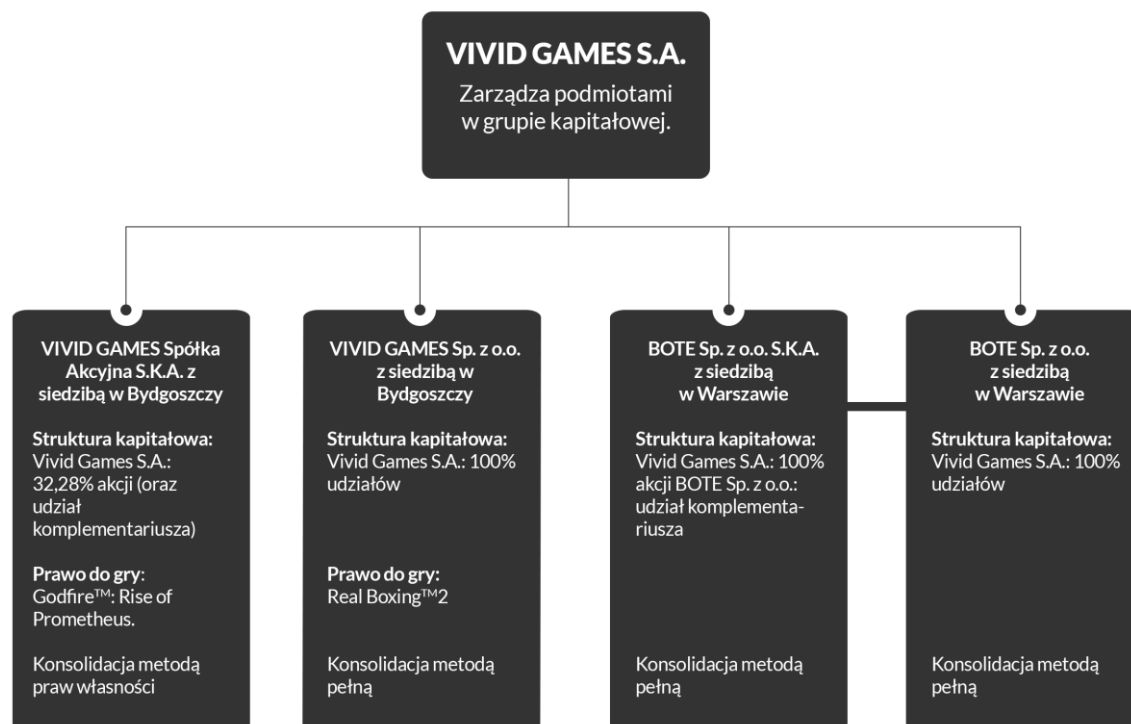 VIVID GAMES S.A.
Zarządza podmiotami
w grupie kapitałowej.
VIVID GAMES Spółka
Akcyjna S.K.A. z
siedzibą w Bydgoszczy
Struktura kapitałowa:
Vivid Games S.A.:
32,28% akcji (oraz
udział
komplementariusza)
Prawo do gry:
Godfire™: Rise of
Prometheus.
Konsolidacja metodą
praw własności
VIVID GAMES Sp. z o.o.
z siedzibą w
Bydgoszczy
Struktura kapitałowa:
Vivid Games S.A.: 100%
udziałów
Prawo do gry:
Real Boxing™2
Konsolidacja metodą
pełną
BOTE Sp. z o.o. S.K.A.
z siedzibą
w Warszawie
Struktura kapitałowa:
Vivid Games S.A.: 100%
akcji BOTE Sp. z o.o.:
udział komplementa-
riusza
Konsolidacja metodą
pełną
BOTE Sp. z o.o.
z siedzibą
w Warszawie
Struktura kapitałowa:
Vivid Games S.A.: 100%
udziałów
Konsolidacja metodą
pełną